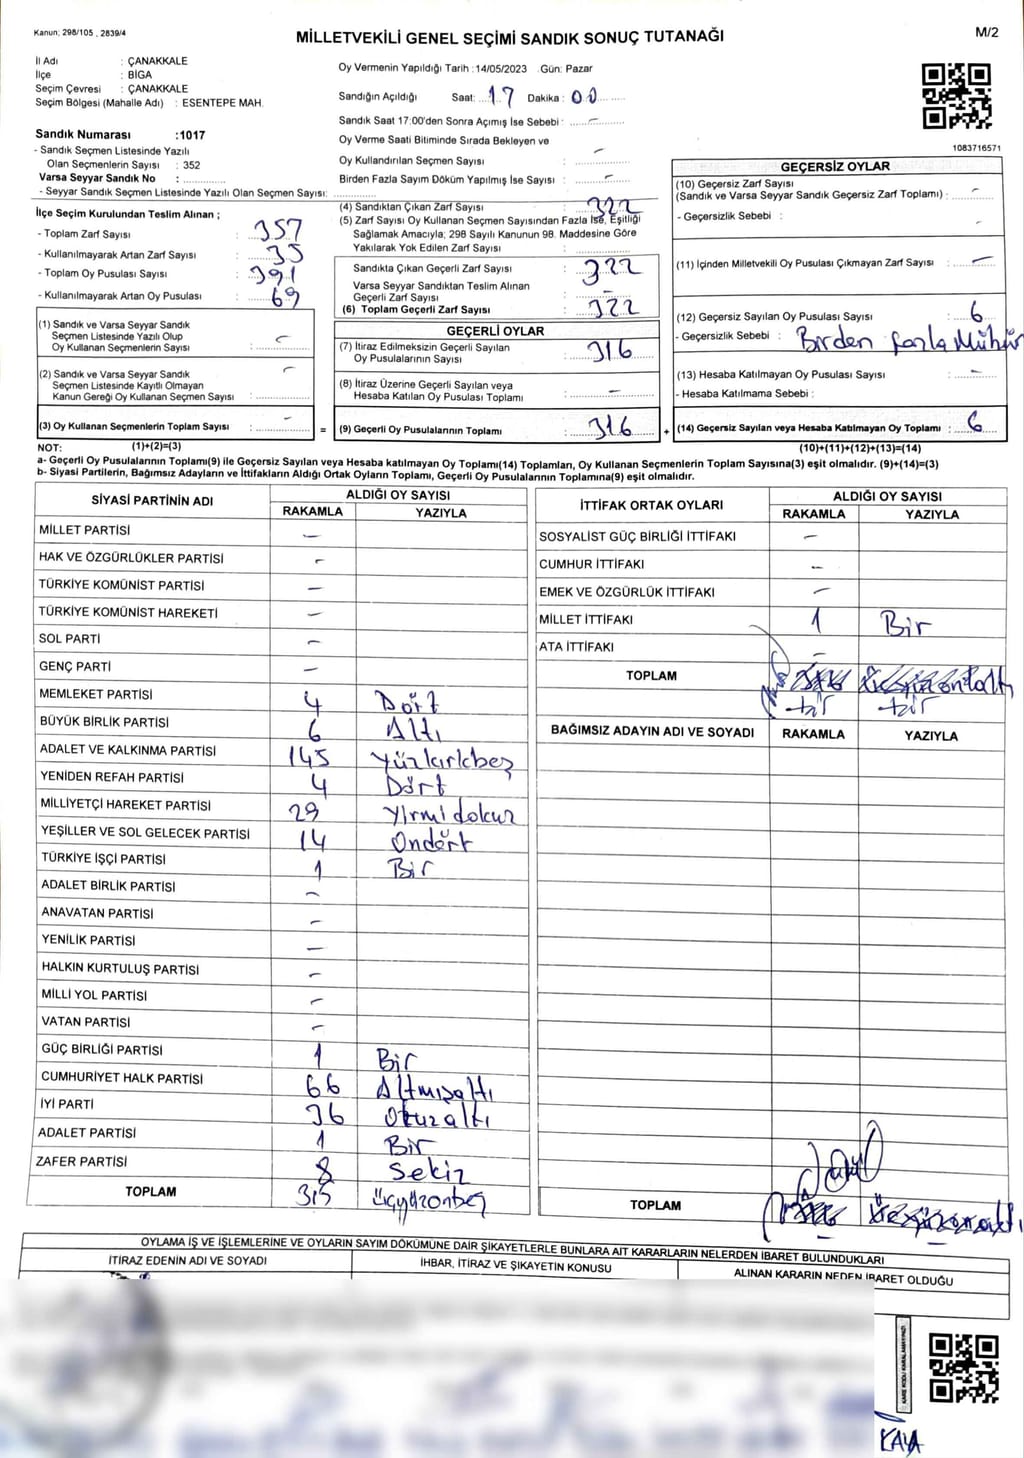 Kanun; 298/105 , 2839/4
MİLLETVEKİLİ GENEL SEÇİMİ SANDIK SONUÇ TUTANAĞI
M/2
İl Adı : ÇANAKKALE
İlçe : BİGA
Seçim Çevresi : ÇANAKKALE
Seçim Bölgesi (Mahalle Adı) : ESENTEPE MAH.
Sandık Numarası :1017
- Sandık Seçmen Listesinde Yazılı
Olan Seçmenlerin Sayısı : 352
Varsa Seyyar Sandık No :
- Seyyar Sandık Seçmen Listesinde Yazılı Olan Seçmen Sayısı:
Oy Vermenin Yapıldığı Tarih :14/05/2023 Gün: Pazar
Sandığın Açıldığı Saat: 17 Dakika : 00
Sandık Saat 17:00'den Sonra Açımış İse Sebebi : -
Oy Verme Saati Bitiminde Sırada Bekleyen ve
Oy Kullandırılan Seçmen Sayısı : -
Birden Fazla Sayım Döküm Yapılmış İse Sayısı : -
1083716571
İlçe Seçim Kurulundan Teslim Alınan ;
- Toplam Zarf Sayısı : 357
- Kullanılmayarak Artan Zarf Sayısı : 35
- Toplam Oy Pusulası Sayısı : 391
- Kullanılmayarak Artan Oy Pusulası : 69
(4) Sandıktan Çıkan Zarf Sayısı : 322
(5) Zarf Sayısı Oy Kullanan Seçmen Sayısından Fazla İse, Eşitliği
Sağlamak Amacıyla; 298 Sayılı Kanunun 98. Maddesine Göre
Yakılarak Yok Edilen Zarf Sayısı :
Sandıkta Çıkan Geçerli Zarf Sayısı : 322
Varsa Seyyar Sandıktan Teslim Alınan
Geçerli Zarf Sayısı : -
(6) Toplam Geçerli Zarf Sayısı : 322
GEÇERSİZ OYLAR
(10) Geçersiz Zarf Sayısı
(Sandık ve Varsa Seyyar Sandık Geçersiz Zarf Toplamı) : -
- Geçersizlik Sebebi : -
(11) İçinden Milletvekili Oy Pusulası Çıkmayan Zarf Sayısı : -
(12) Geçersiz Sayılan Oy Pusulası Sayısı : 6
- Geçersizlik Sebebi : Birden fazla Mühür
(13) Hesaba Katılmayan Oy Pusulası Sayısı : -
- Hesaba Katılmama Sebebi :
(14) Geçersiz Sayılan veya Hesaba Katılmayan Oy Toplamı : 6
(1) Sandık ve Varsa Seyyar Sandık
Seçmen Listesinde Yazılı Olup
Oy Kullanan Seçmenlerin Sayısı : -
(2) Sandık ve Varsa Seyyar Sandık
Seçmen Listesinde Kayıtlı Olmayan
Kanun Gereği Oy Kullanan Seçmen Sayısı : -
(3) Oy Kullanan Seçmenlerin Toplam Sayısı : -
=
GEÇERLİ OYLAR
(7) İtiraz Edilmeksizin Geçerli Sayılan
Oy Pusulalarının Sayısı : 316
(8) İtiraz Üzerine Geçerli Sayılan veya
Hesaba Katılan Oy Pusulası Toplamı : -
(9) Geçerli Oy Pusulalarının Toplamı : 316
+
NOT: (1)+(2)=(3) (10)+(11)+(12)+(13)=(14)
a- Geçerli Oy Pusulalarının Toplamı(9) ile Geçersiz Sayılan veya Hesaba katılmayan Oy Toplamı(14) Toplamları, Oy Kullanan Seçmenlerin Toplam Sayısına(3) eşit olmalıdır. (9)+(14)=(3)
b- Siyasi Partilerin, Bağımsız Adayların ve İttifakların Aldığı Ortak Oyların Toplamı, Geçerli Oy Pusulalarının Toplamına(9) eşit olmalıdır.
SİYASİ PARTİNİN ADI ALDIĞI OY SAYISI
RAKAMLA YAZIYLA
MİLLET PARTİSİ -
HAK VE ÖZGÜRLÜKLER PARTİSİ -
TÜRKİYE KOMÜNİST PARTİSİ -
TÜRKİYE KOMÜNİST HAREKETİ -
SOL PARTİ -
GENÇ PARTİ -
MEMLEKET PARTİSİ 4 Dört
BÜYÜK BİRLİK PARTİSİ 6 Altı
ADALET VE KALKINMA PARTİSİ 145 Yüzkırkbeş
YENİDEN REFAH PARTİSİ 4 Dört
MİLLİYETÇİ HAREKET PARTİSİ 29 Yirmidokuz
YEŞİLLER VE SOL GELECEK PARTİSİ 14 Ondört
TÜRKİYE İŞÇİ PARTİSİ 1 Bir
ADALET BİRLİK PARTİSİ -
ANAVATAN PARTİSİ -
YENİLİK PARTİSİ -
HALKIN KURTULUŞ PARTİSİ -
MİLLİ YOL PARTİSİ -
VATAN PARTİSİ -
GÜÇ BİRLİĞİ PARTİSİ 1 Bir
CUMHURİYET HALK PARTİSİ 66 Altmışaltı
İYİ PARTİ 36 Otuzaltı
ADALET PARTİSİ 1 Bir
ZAFER PARTİSİ 8 Sekiz
TOPLAM 315 üçyüzonbeş
İTTİFAK ORTAK OYLARI ALDIĞI OY SAYISI
RAKAMLA YAZIYLA
SOSYALİST GÜÇ BİRLİĞİ İTTİFAKI -
CUMHUR İTTİFAKI -
EMEK VE ÖZGÜRLÜK İTTİFAKI -
MİLLET İTTİFAKI 1 Bir
ATA İTTİFAKI -
TOPLAM
bir bir
BAĞIMSIZ ADAYIN ADI VE SOYADI RAKAMLA YAZIYLA
TOPLAM
OYLAMA İŞ VE İŞLEMLERİNE VE OYLARIN SAYIM DÖKÜMÜNE DAİR ŞİKAYETLERLE BUNLARA AİT KARARLARIN NELERDEN İBARET BULUNDUKLARI
İTİRAZ EDENİN ADI VE SOYADI İHBAR, İTİRAZ VE ŞİKAYETİN KONUSU ALINAN KARARIN NEDEN İBARET OLDUĞU
KARE KODU KARALAMAYINIZ.
KAYA